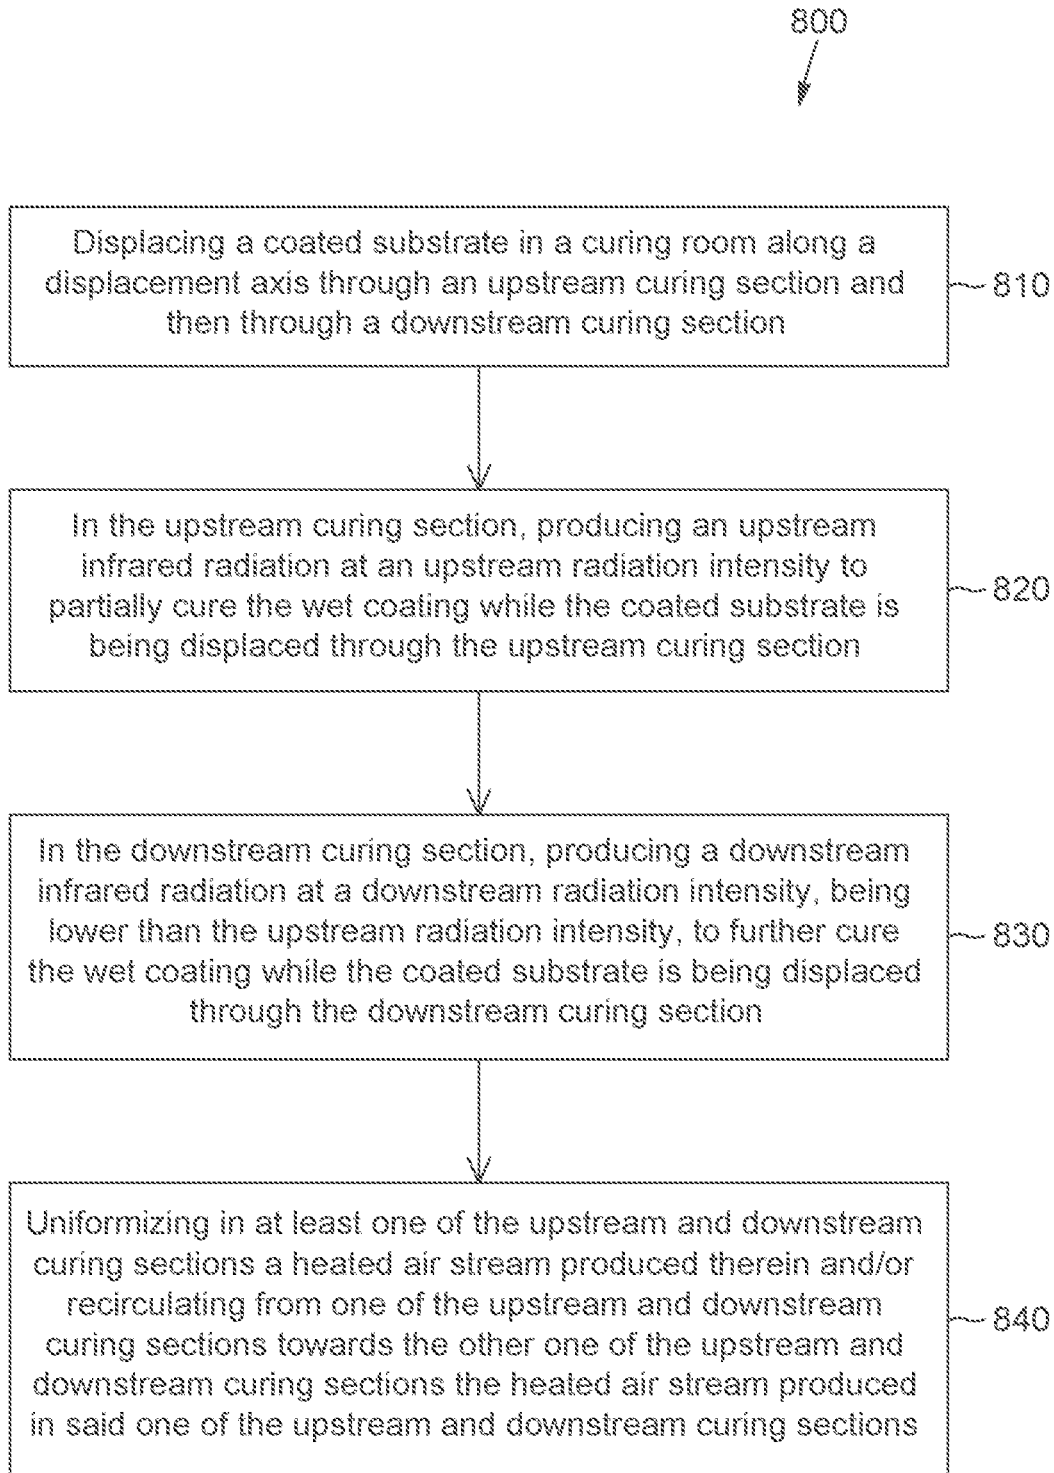 800
Displacing a coated substrate in a curing room along a
displacement axis through an upstream curing section and
then through a downstream curing section
810
In the upstream curing section, producing an upstream
infrared radiation at an upstream radiation intensity to
partially cure the wet coating while the coated substrate is
being displaced through the upstream curing section
820
In the downstream curing section, producing a downstream
infrared radiation at a downstream radiation intensity, being
lower than the upstream radiation intensity, to further cure
the wet coating while the coated substrate is being displaced
through the downstream curing section
830
Uniformizing in at least one of the upstream and downstream
curing sections a heated air stream produced therein and/or
recirculating from one of the upstream and downstream
curing sections towards the other one of the upstream and
downstream curing sections the heated air stream produced
in said one of the upstream and downstream curing sections
840